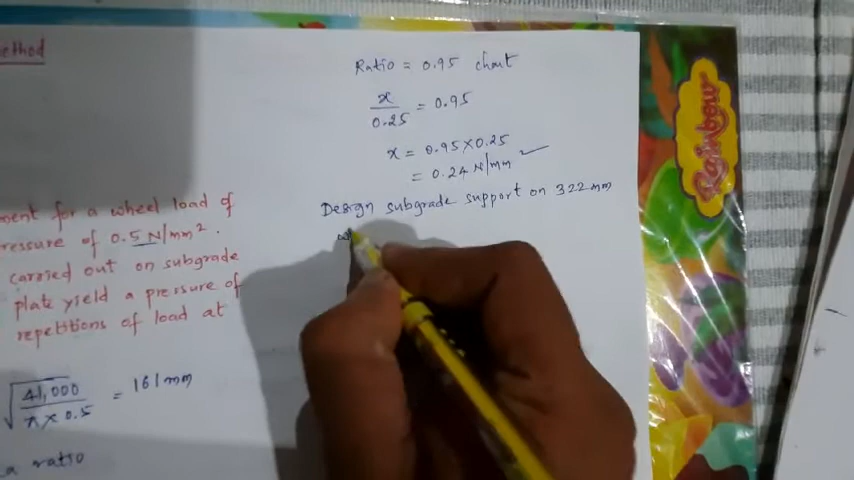 ethod
ment for a wheel load of
ressure of 0.5 N/mm².
carried out on subgrade
plate yield a pressure of
repetitions of load at
√41,000 / π × 0.5 = 161 mm
a ratio
Ratio = 0.95 chart
x / 0.25 = 0.95
x = 0.95 × 0.25
= 0.24 N/mm
Design subgrade support on 322 mm
Rainbow